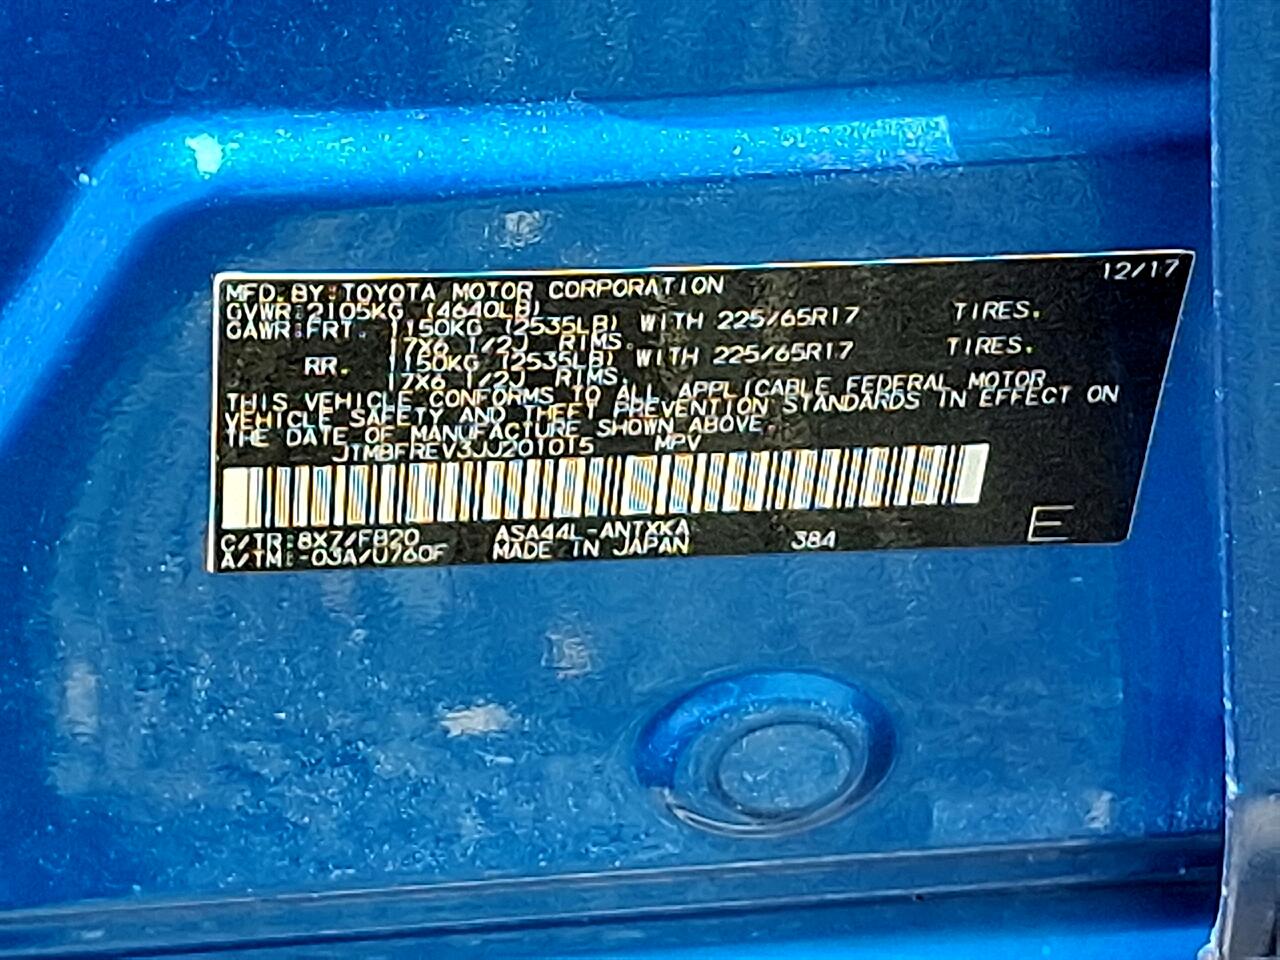 12/17
MFD. BY: TOYOTA MOTOR CORPORATION
GVWR: 2105KG (4640LB)
GAWR: FRT. 1150KG (2535LB) WITH 225/65R17 TIRES.
17X6 1/2J RIMS.
RR. 1150KG (2535LB) WITH 225/65R17 TIRES.
17X6 1/2J RIMS.
THIS VEHICLE CONFORMS TO ALL APPLICABLE FEDERAL MOTOR
VEHICLE SAFETY AND THEFT PREVENTION STANDARDS IN EFFECT ON
THE DATE OF MANUFACTURE SHOWN ABOVE.
JTMBFREV3JJ201015 MPV
C/TR: 8X7/FB20 ASA44L-ANTXKA 384 E
A/TM: -03A/U760F MADE IN JAPAN